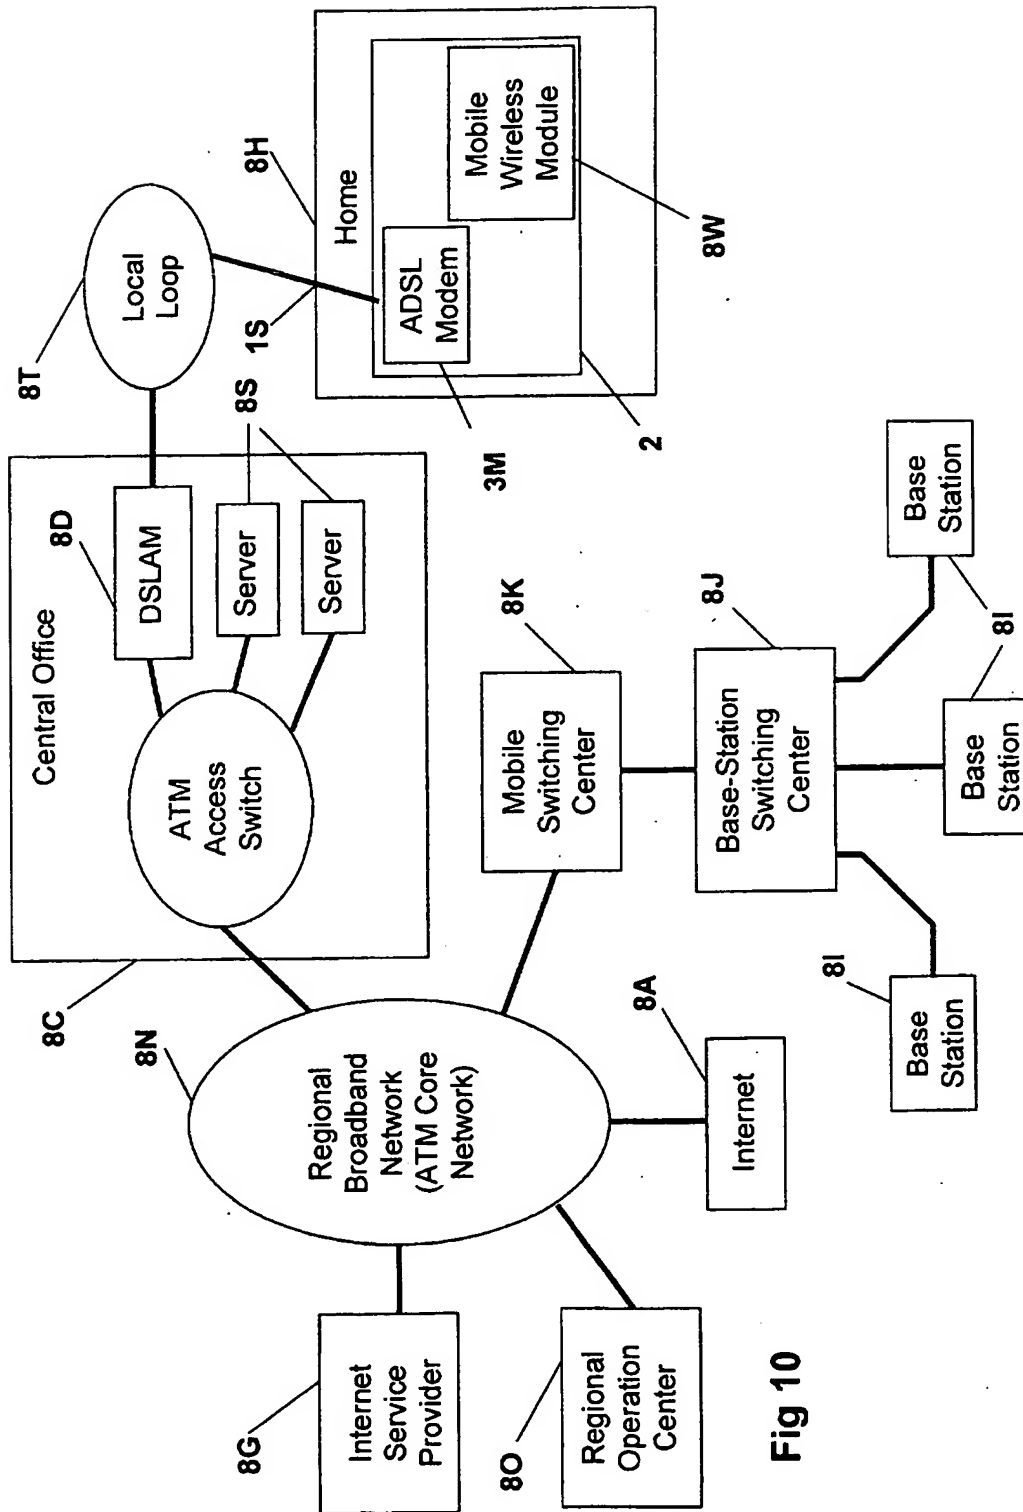 8C
Central Office
8D
DSLAM
8S
Server
Server
ATM
Access
Switch
8T
Local
Loop
1S
8H
Home
ADSL
Modem
Mobile
Wireless
Module
3M
2
8W
8N
Regional
Broadband
Network
(ATM Core
Network)
8G
Internet
Service
Provider
8O
Regional
Operation
Center
8A
Internet
8K
Mobile
Switching
Center
8J
Base-Station
Switching
Center
8I
Base
Station
Base
Station
8I
Base
Station
Fig 10